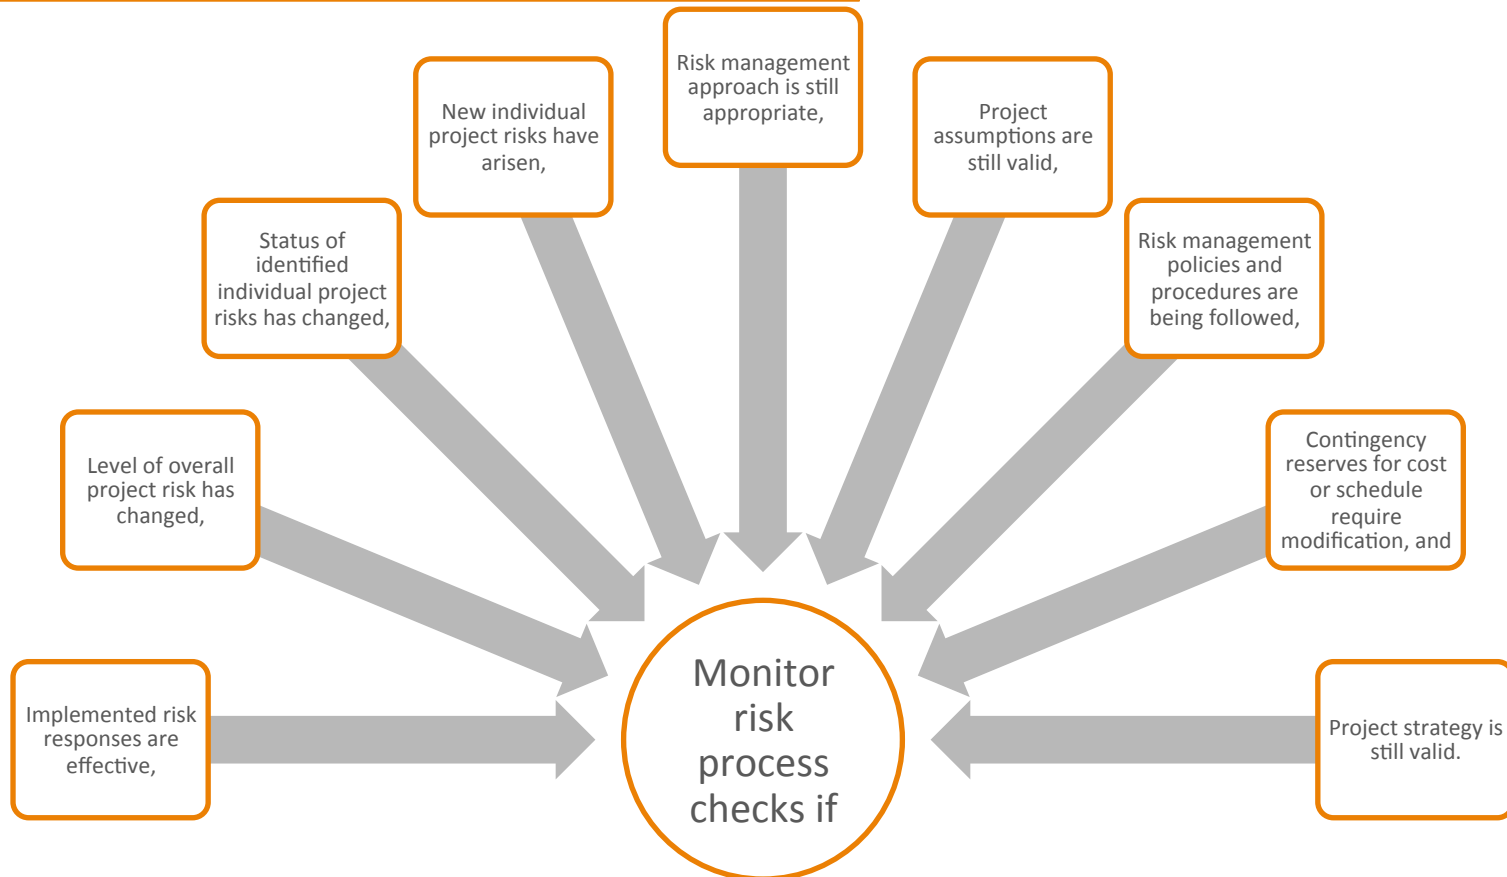 Implemented risk
responses are
effective,
Level of overall
project risk has
changed,
Status of
identified
individual project
risks has changed,
New individual
project risks have
arisen,
Risk management
approach is still
appropriate,
Project
assumptions are
still valid,
Risk management
policies and
procedures are
being followed,
Contingency
reserves for cost
or schedule
require
modification, and
Project strategy is
still valid.
Monitor
risk
process
checks if